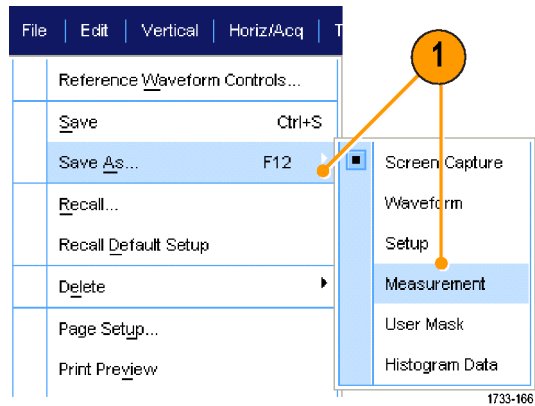 File | Edit | Vertical | Horiz/Acq | T
1
Reference Waveform Controls...
Save Ctrl+S
Save As... F12
Recall...
Recall Default Setup
Delete
Page Setup...
Print Preview
Screen Capture
Waveform
Setup
Measurement
User Mask
Histogram Data
1733-166